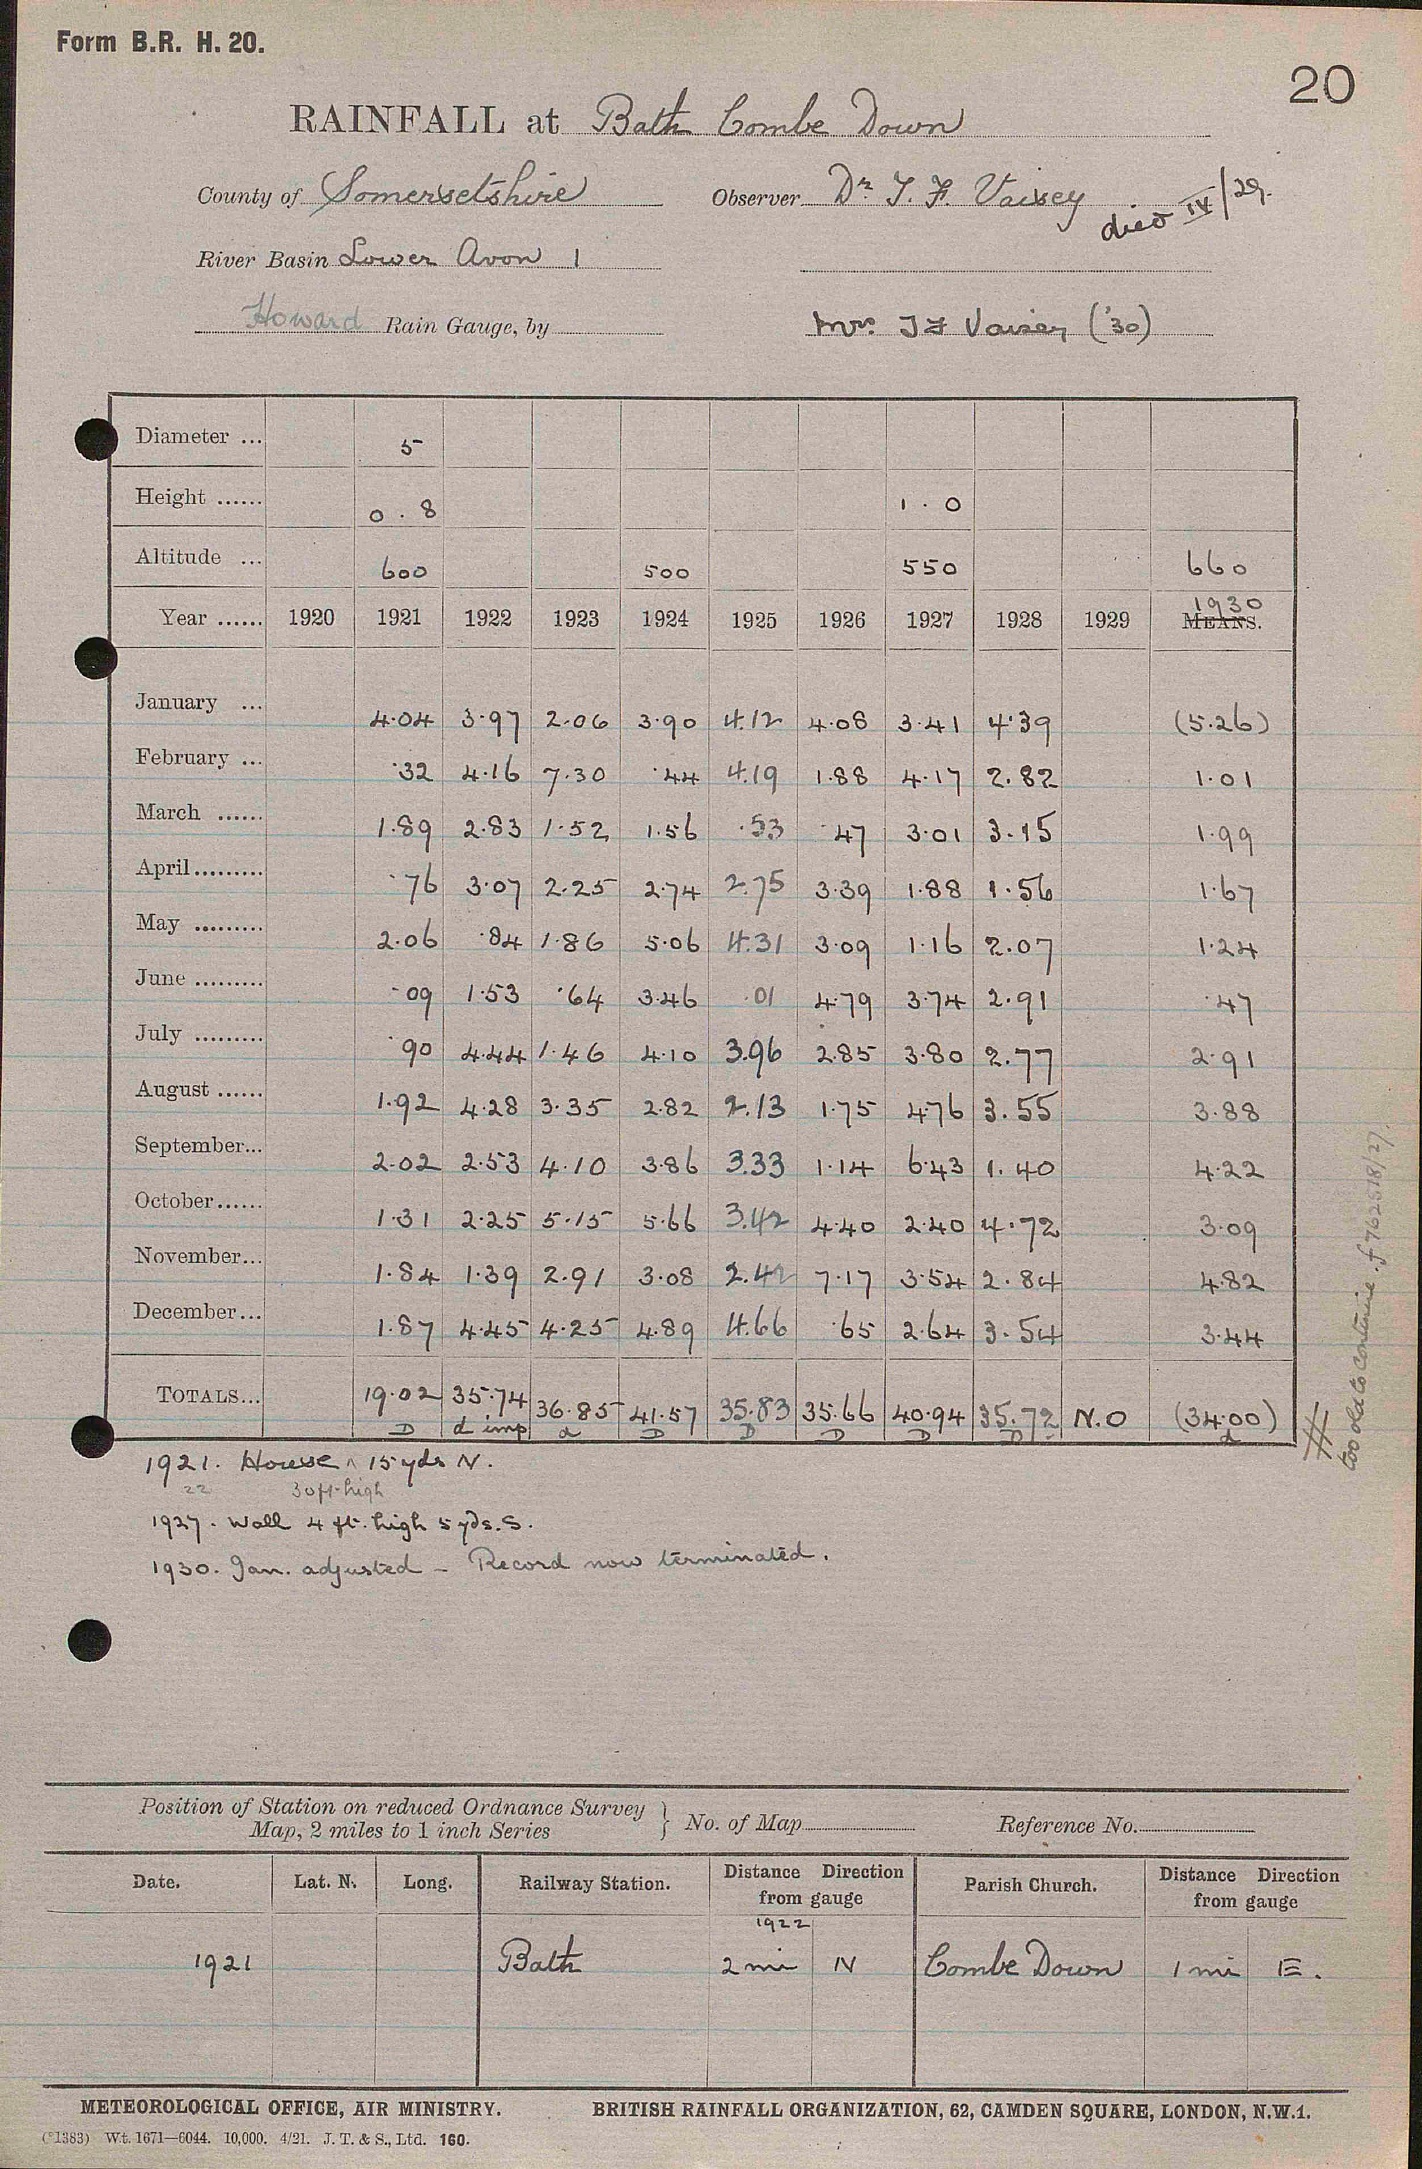 Form B.R. H. 20.
20
RAINFALL at Bath Combe Down
County of Somersetshire Observer Dr J. F. Vaisey died IV/29.
River Basin Lower Avon 1
Howard Rain Gauge, by Mrs. J F Vaisey ('30)
Diameter ... 5
Height ...... 0.8 1.0
Altitude ... 600 500 550 660
Year ...... 1920 1921 1922 1923 1924 1925 1926 1927 1928 1929 1930 MEANS.
January ... 4.04 3.97 2.06 3.90 4.12 4.08 3.41 4.39 (5.26)
February ... .32 4.16 7.30 .44 4.19 1.88 4.17 2.82 1.01
March ...... 1.89 2.83 1.52 1.56 .53 .47 3.01 3.15 1.99
April......... .76 3.07 2.25 2.74 2.75 3.39 1.88 1.56 1.67
May ......... 2.06 .84 1.86 5.06 4.31 3.09 1.16 2.07 1.24
June ......... .09 1.53 .64 3.46 .01 4.79 3.74 2.91 .47
July ......... .90 4.44 1.46 4.10 3.96 2.85 3.80 2.77 2.91
August ...... 1.92 4.28 3.35 2.82 2.13 1.75 4.76 3.55 3.88
September... 2.02 2.53 4.10 3.86 3.33 1.14 6.43 1.40 4.22
October...... 1.31 2.25 5.15 5.66 3.42 4.40 2.40 4.72 3.09
November... 1.84 1.39 2.91 3.08 2.42 7.17 3.54 2.84 4.82
December... 1.87 4.45 4.25 4.89 4.66 .65 2.64 3.54 3.44
TOTALS... 19.02 35.74 36.85 41.57 35.83 35.66 40.94 35.72 N.O (34.00)
D d imp d D D D D D d
too old to continue. f762518/27.
1921. House ^ 15 yds N.
22 30ft high
1927. Wall 4 ft. high 5 yds. S.
1930. Jan. adjusted - Record now terminated.
Position of Station on reduced Ordnance Survey
Map, 2 miles to 1 inch Series } No. of Map Reference No.
Date. Lat. N. Long. Railway Station. Distance Direction from gauge Parish Church. Distance Direction from gauge
1922
1921 Bath 2 mi N Combe Down 1 mi E.
METEOROLOGICAL OFFICE, AIR MINISTRY. BRITISH RAINFALL ORGANIZATION, 62, CAMDEN SQUARE, LONDON, N.W.1.
(*1383) Wt. 1671—6044. 10,000. 4/21. J. T. & S., Ltd. 160.